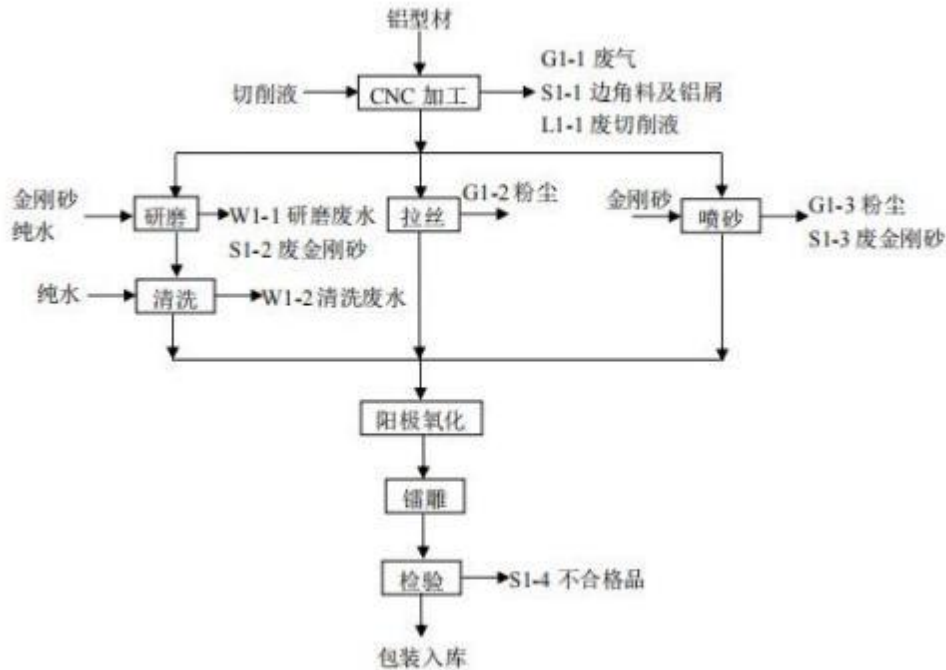 铝型材
G1-1 废气
切削液
CNC 加工
S1-1 边角料及铝屑
L1-1 废切削液
金刚砂
纯水
研磨
W1-1 研磨废水
S1-2 废金刚砂
拉丝
G1-2 粉尘
金刚砂
喷砂
G1-3 粉尘
S1-3 废金刚砂
纯水
清洗
W1-2 清洗废水
阳极氧化
镭雕
检验
S1-4 不合格品
包装入库